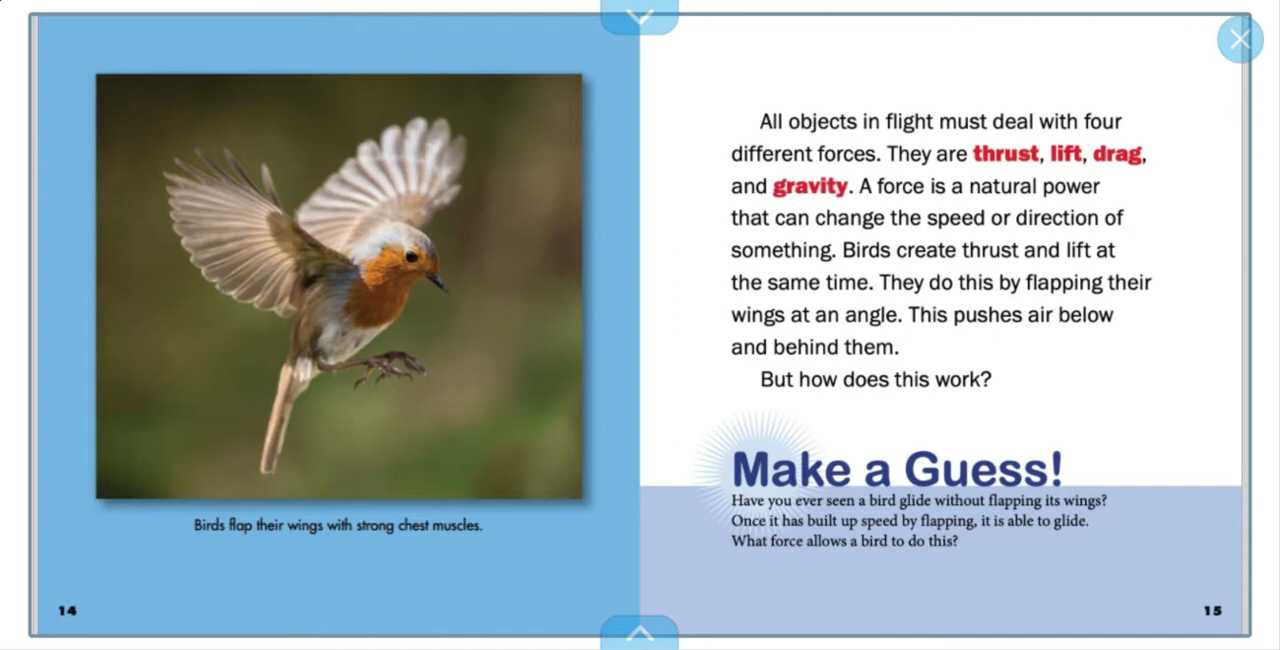 Birds flap their wings with strong chest muscles.
14
All objects in flight must deal with four
different forces. They are thrust, lift, drag,
and gravity. A force is a natural power
that can change the speed or direction of
something. Birds create thrust and lift at
the same time. They do this by flapping their
wings at an angle. This pushes air below
and behind them.
But how does this work?
Make a Guess!
Have you ever seen a bird glide without flapping its wings?
Once it has built up speed by flapping, it is able to glide.
What force allows a bird to do this?
15